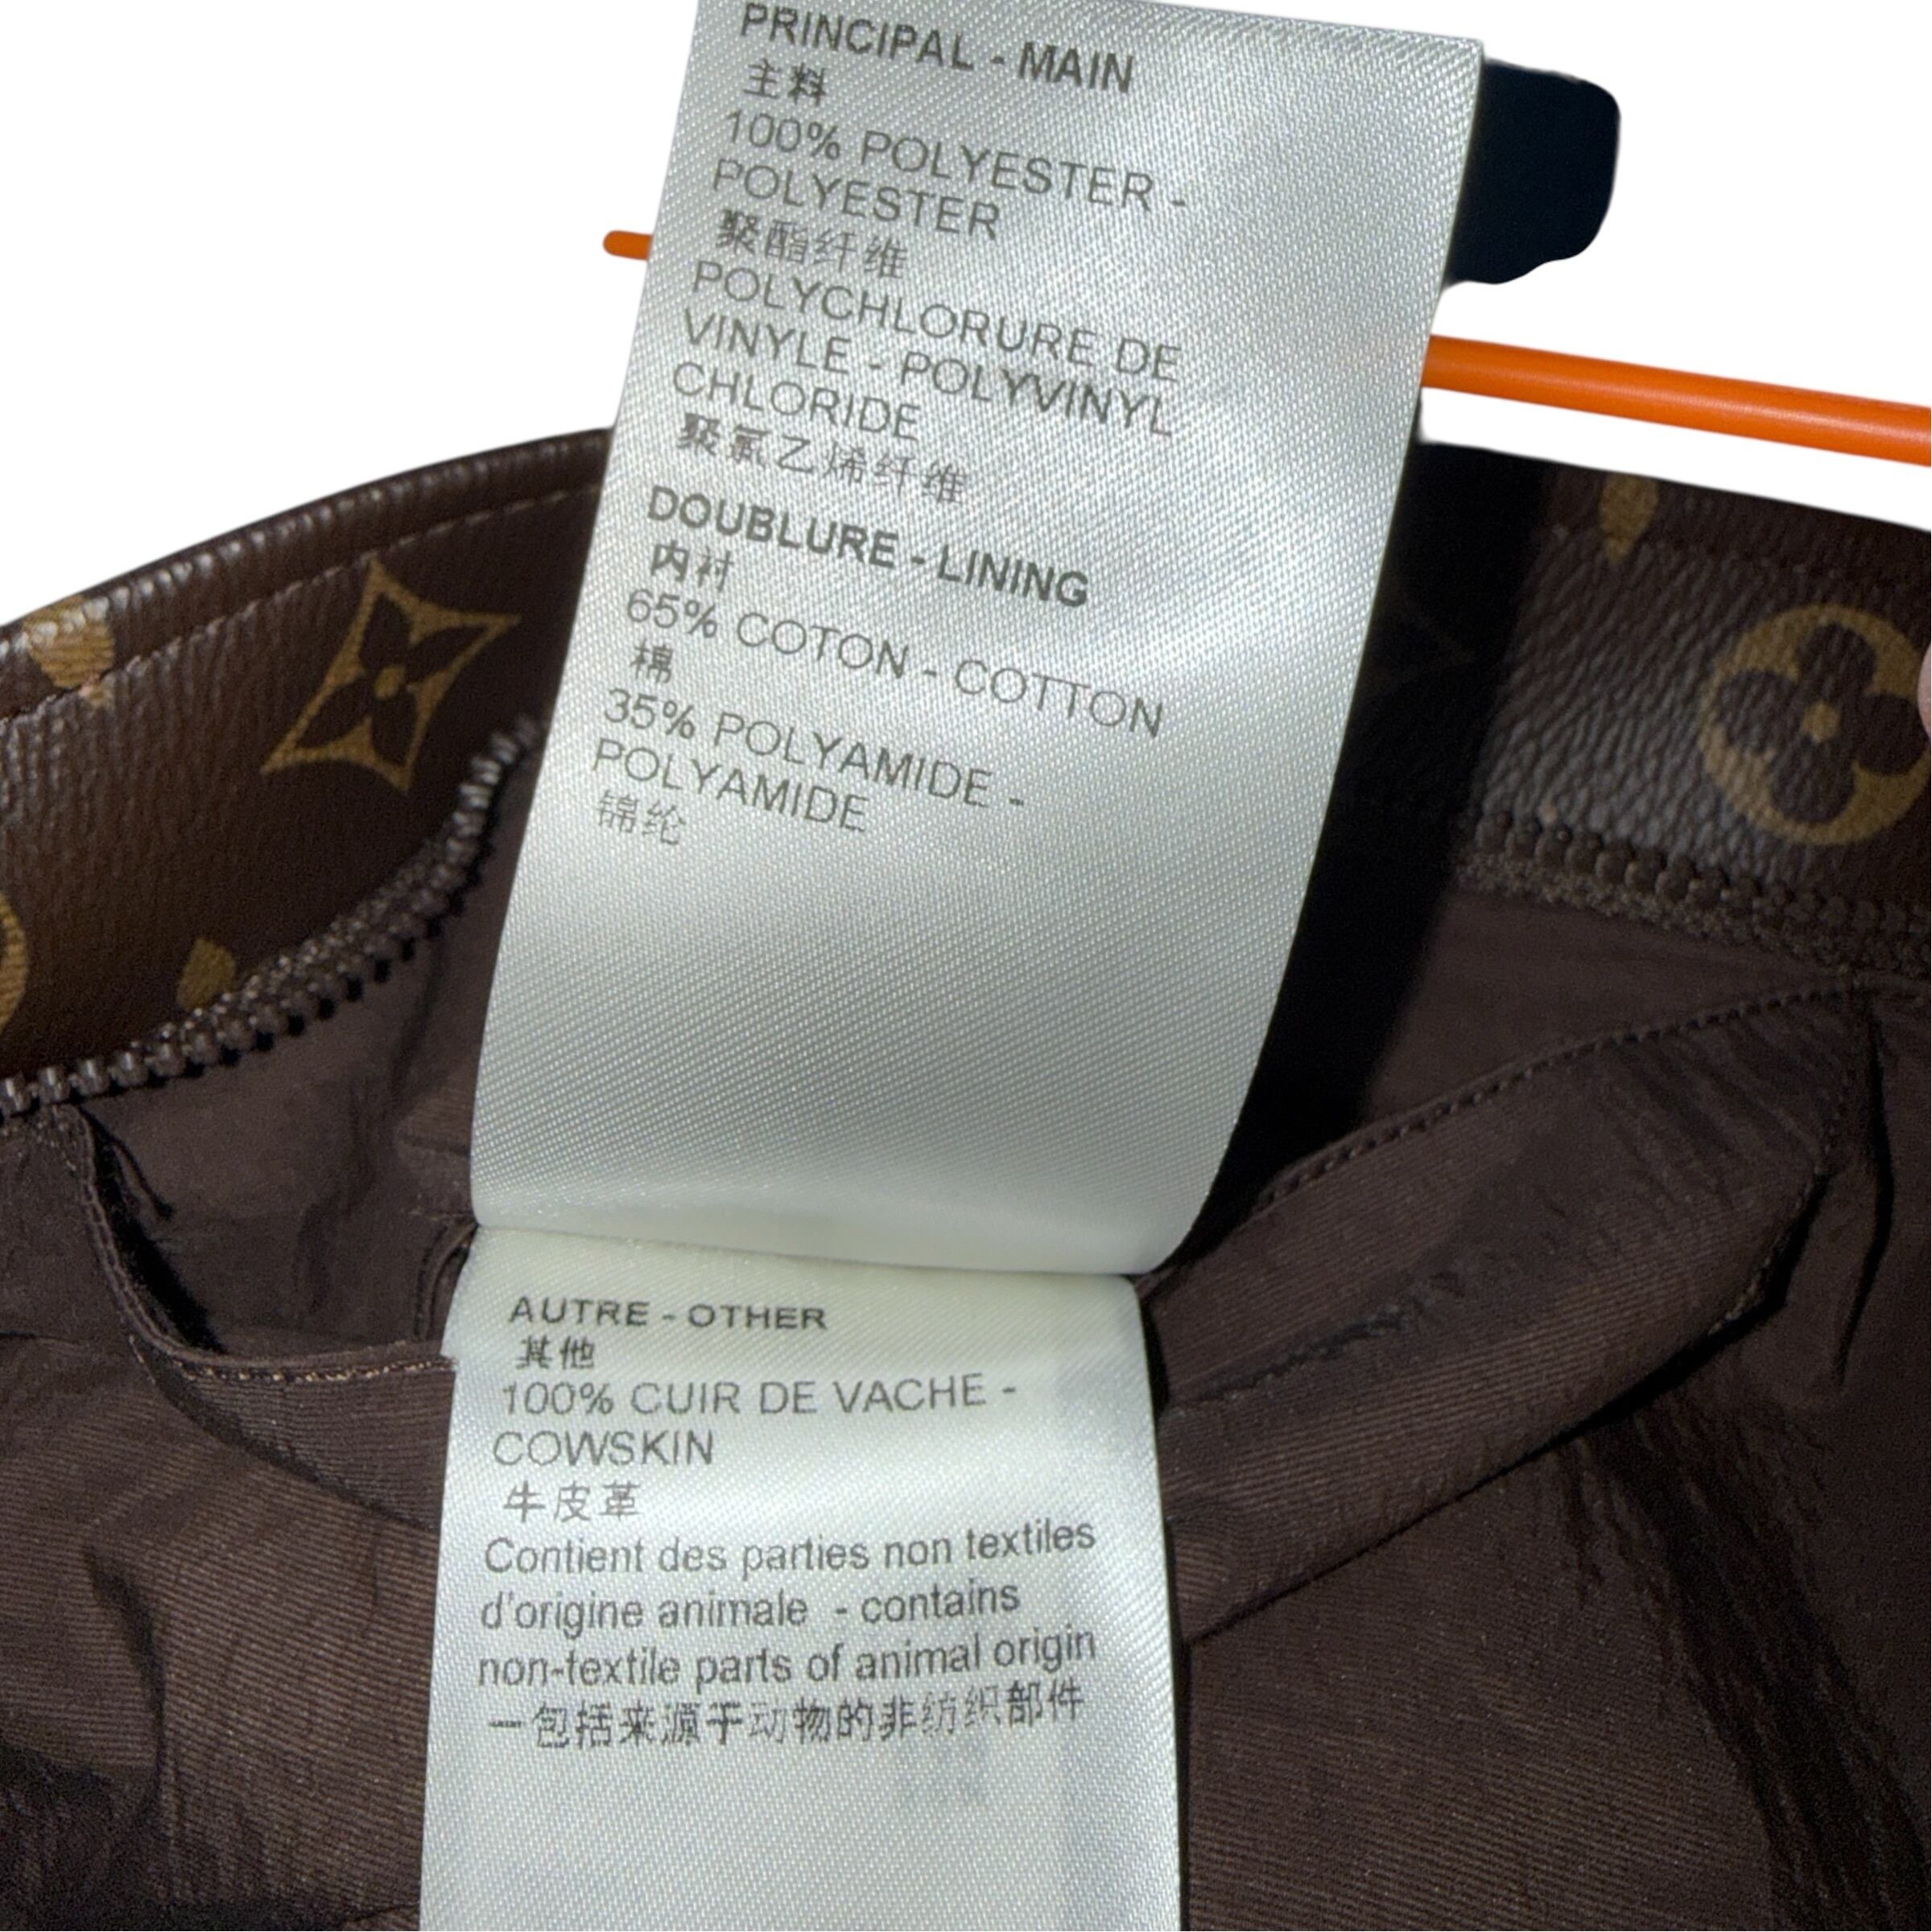 PRINCIPAL - MAIN
主料
100% POLYESTER -
POLYESTER
聚酯纤维
POLYCHLORURE DE
VINYLE - POLYVINYL
CHLORIDE
聚氯乙烯纤维
DOUBLURE - LINING
内衬
65% COTON - COTTON
棉
35% POLYAMIDE -
POLYAMIDE
锦纶
AUTRE - OTHER
其他
100% CUIR DE VACHE -
COWSKIN
牛皮革
Contient des parties non textiles
d'origine animale - contains
non-textile parts of animal origin
一包括来源于动物的非纺织部件